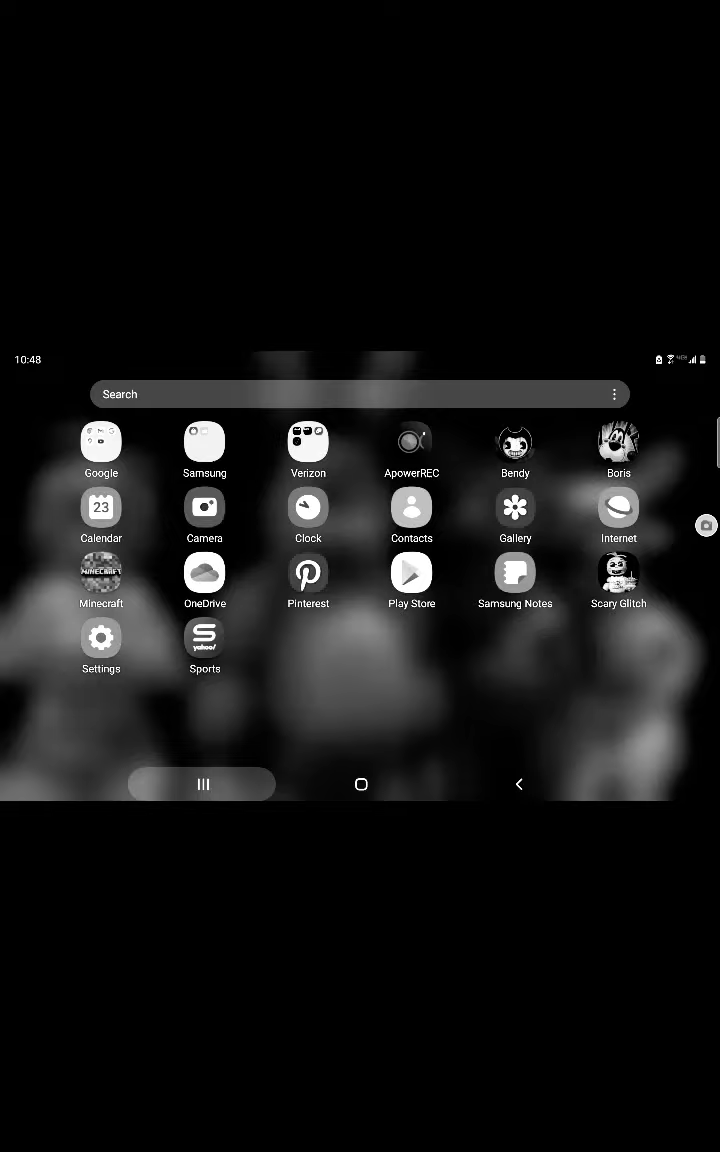 10:48
Search
Google Samsung Verizon ApowerREC Bendy Boris
23
Calendar Camera Clock Contacts Gallery Internet
MINECRAFT
Minecraft OneDrive Pinterest Play Store Samsung Notes Scary Glitch
S
yahoo!
Settings Sports